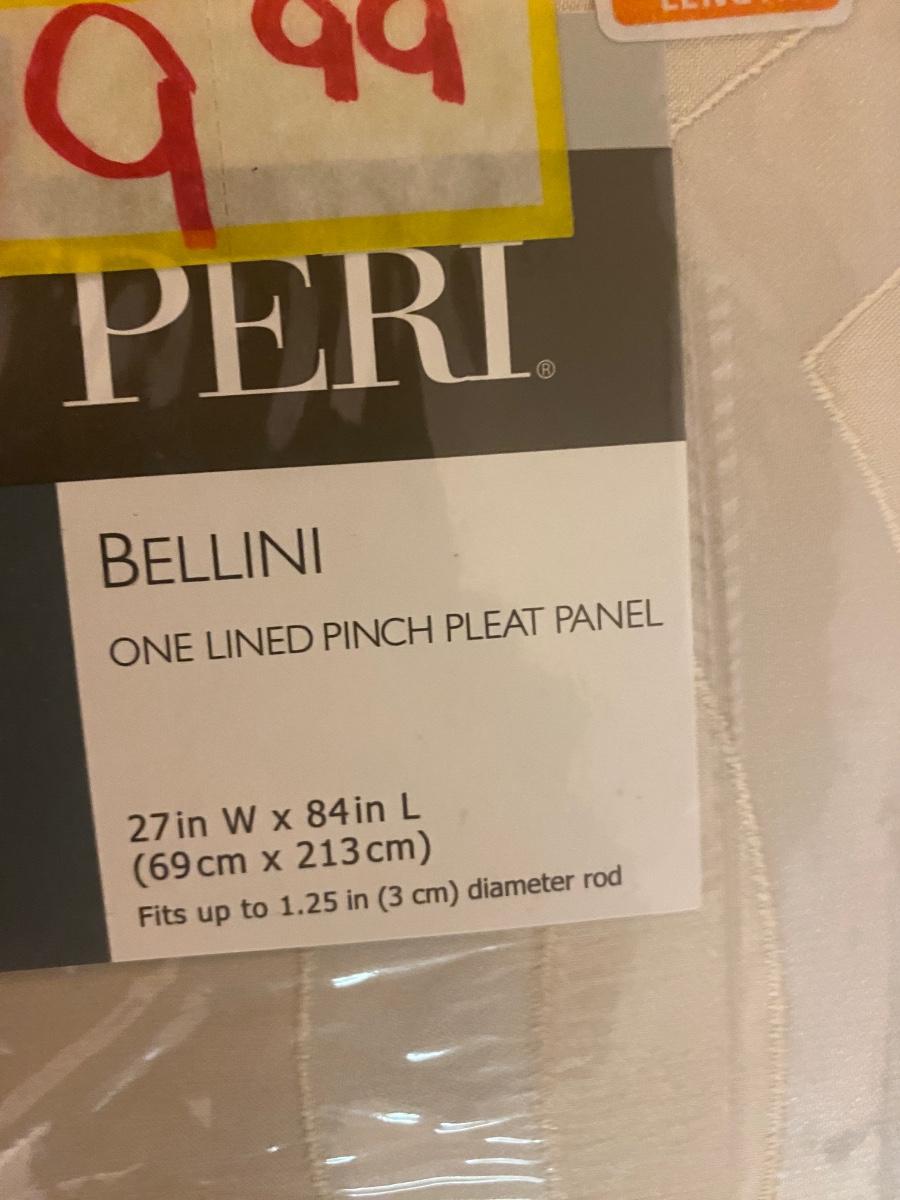 9 99
PERI®
BELLINI
ONE LINED PINCH PLEAT PANEL
27in W x 84in L
(69cm x 213cm)
Fits up to 1.25 in (3 cm) diameter rod